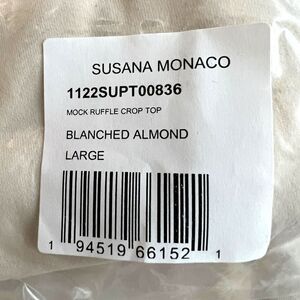 SUSANA MONACO
1122SUPT00836
MOCK RUFFLE CROP TOP
BLANCHED ALMOND
LARGE
1 94519 66152 1